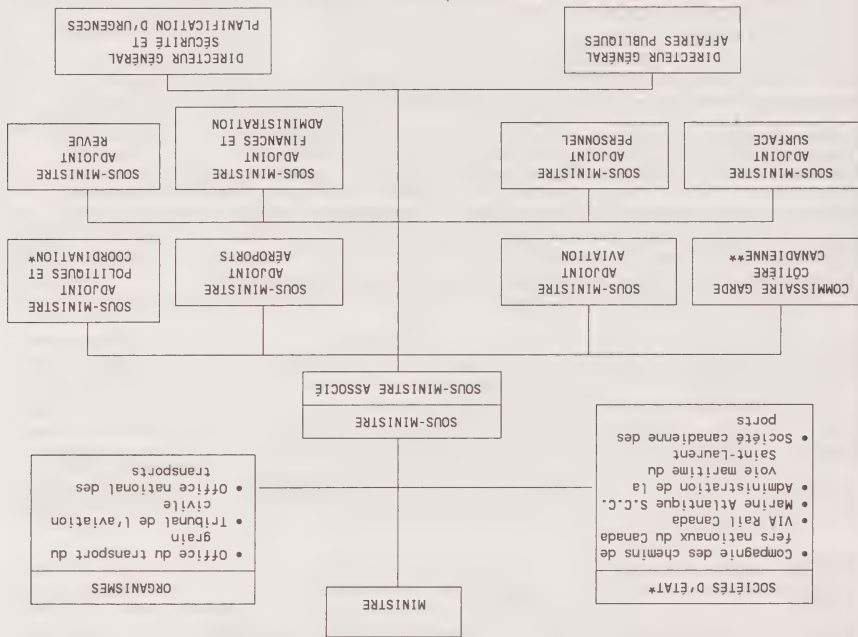 MINISTRE
SOCIÉTÉS D'ÉTAT*
• Compagnie des chemins de
fers nationaux du Canada
• VIA Rail Canada
• Marine Atlantique S.C.C.
• Administration de la
voie maritime du
Saint-Laurent
• Société canadienne des
ports
ORGANISMES
• Office du transport du
grain
• Tribunal de l'aviation
civile
• Office national des
transports
SOUS-MINISTRE
SOUS-MINISTRE ASSOCIÉ
COMMISSAIRE GARDE
CÔTIÈRE
CANADIENNE**
SOUS-MINISTRE
ADJOINT
AVIATION
SOUS-MINISTRE
ADJOINT
AÉROPORTS
SOUS-MINISTRE
ADJOINT
POLITIQUES ET
COORDINATION*
SOUS-MINISTRE
ADJOINT
SURFACE
SOUS-MINISTRE
ADJOINT
PERSONNEL
SOUS-MINISTRE
ADJOINT
FINANCES ET
ADMINISTRATION
SOUS-MINISTRE
ADJOINT
REVUE
DIRECTEUR GÉNÉRAL
AFFAIRES PUBLIQUES
DIRECTEUR GÉNÉRAL
SÉCURITÉ ET
PLANIFICATION D'URGENCES